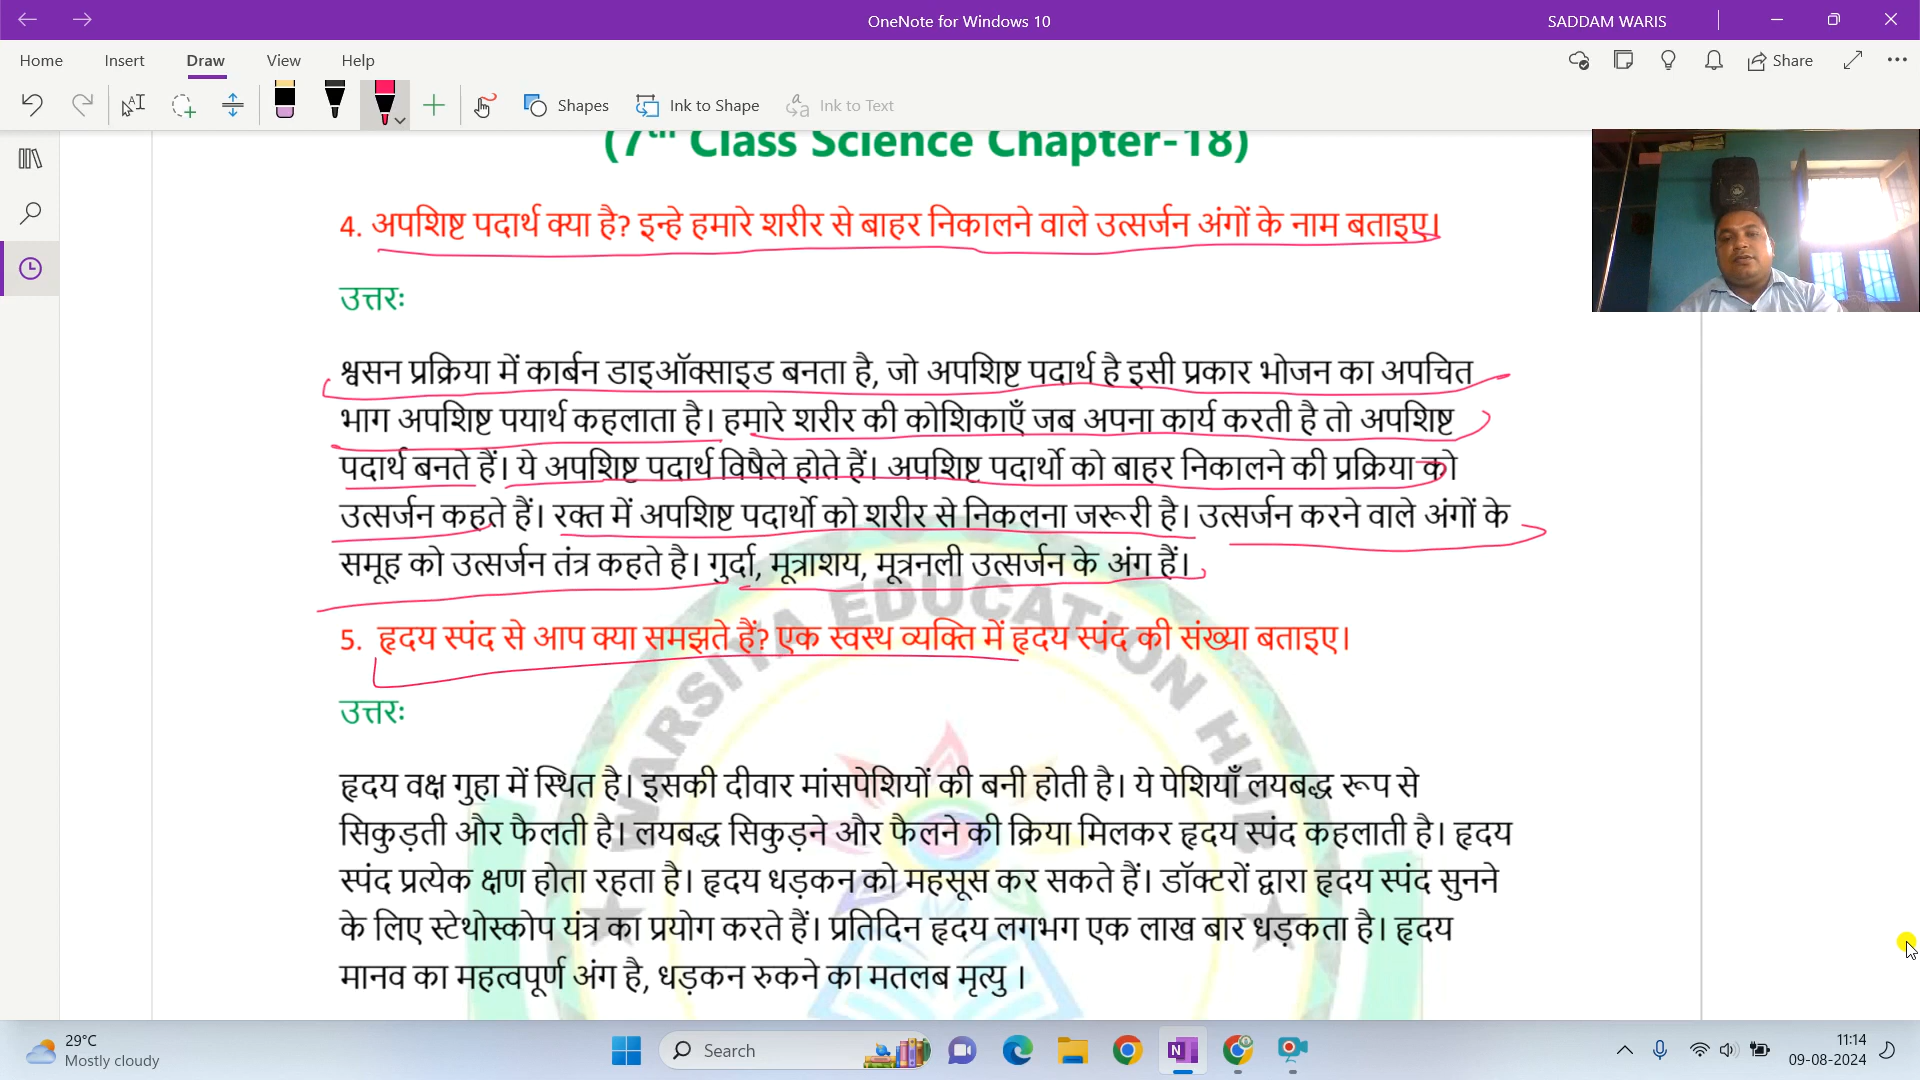 OneNote for Windows 10
SADDAM WARIS
Home Insert Draw View Help
Share
Shapes
Ink to Shape
Ink to Text
(7th Class Science Chapter-18)
4. अपशिष्ट पदार्थ क्या है? इन्हे हमारे शरीर से बाहर निकालने वाले उत्सर्जन अंगों के नाम बताइए।
उत्तरः
श्वसन प्रक्रिया में कार्बन डाइऑक्साइड बनता है, जो अपशिष्ट पदार्थ है इसी प्रकार भोजन का अपचित
भाग अपशिष्ट पयार्थ कहलाता है। हमारे शरीर की कोशिकाएँ जब अपना कार्य करती है तो अपशिष्ट
पदार्थ बनते हैं। ये अपशिष्ट पदार्थ विषैले होते हैं। अपशिष्ट पदार्थो को बाहर निकालने की प्रक्रिया को
उत्सर्जन कहते हैं। रक्त में अपशिष्ट पदार्थो को शरीर से निकलना जरूरी है। उत्सर्जन करने वाले अंगों के
समूह को उत्सर्जन तंत्र कहते है। गुर्दा, मूत्राशय, मूत्रनली उत्सर्जन के अंग हैं।
5. हृदय स्पंद से आप क्या समझते हैं? एक स्वस्थ व्यक्ति में हृदय स्पंद की संख्या बताइए।
उत्तरः
हृदय वक्ष गुहा में स्थित है। इसकी दीवार मांसपेशियों की बनी होती है। ये पेशियाँ लयबद्ध रूप से
सिकुड़ती और फैलती है। लयबद्ध सिकुड़ने और फैलने की क्रिया मिलकर हृदय स्पंद कहलाती है। हृदय
स्पंद प्रत्येक क्षण होता रहता है। हृदय धड़कन को महसूस कर सकते हैं। डॉक्टरों द्वारा हृदय स्पंद सुनने
के लिए स्टेथोस्कोप यंत्र का प्रयोग करते हैं। प्रतिदिन हृदय लगभग एक लाख बार धड़कता है। हृदय
मानव का महत्वपूर्ण अंग है, धड़कन रुकने का मतलब मृत्यु ।
WARSIYA EDUCATION HUB
29°C
Mostly cloudy
Search
11:14
09-08-2024